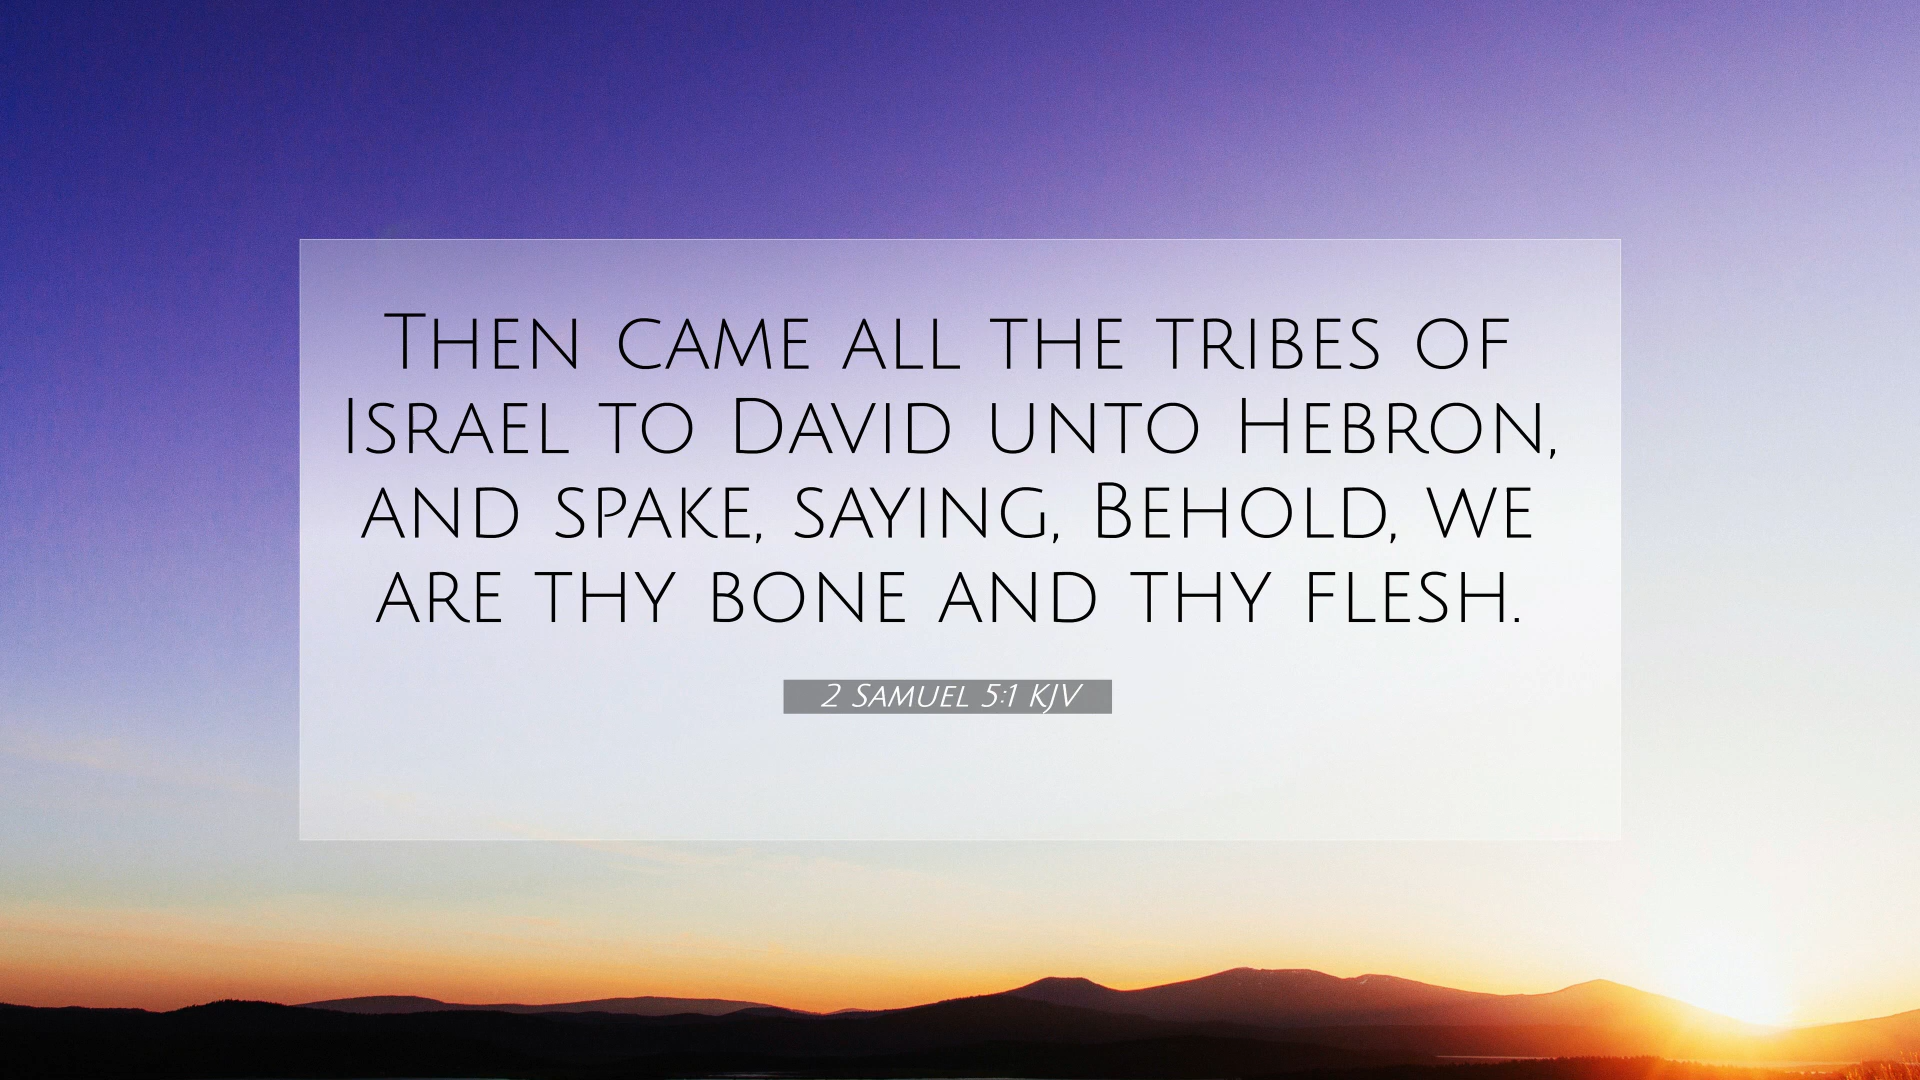 Then came all the tribes of
Israel to David unto Hebron,
and spake, saying, Behold, we
are thy bone and thy flesh.
2 Samuel 5:1 KJV